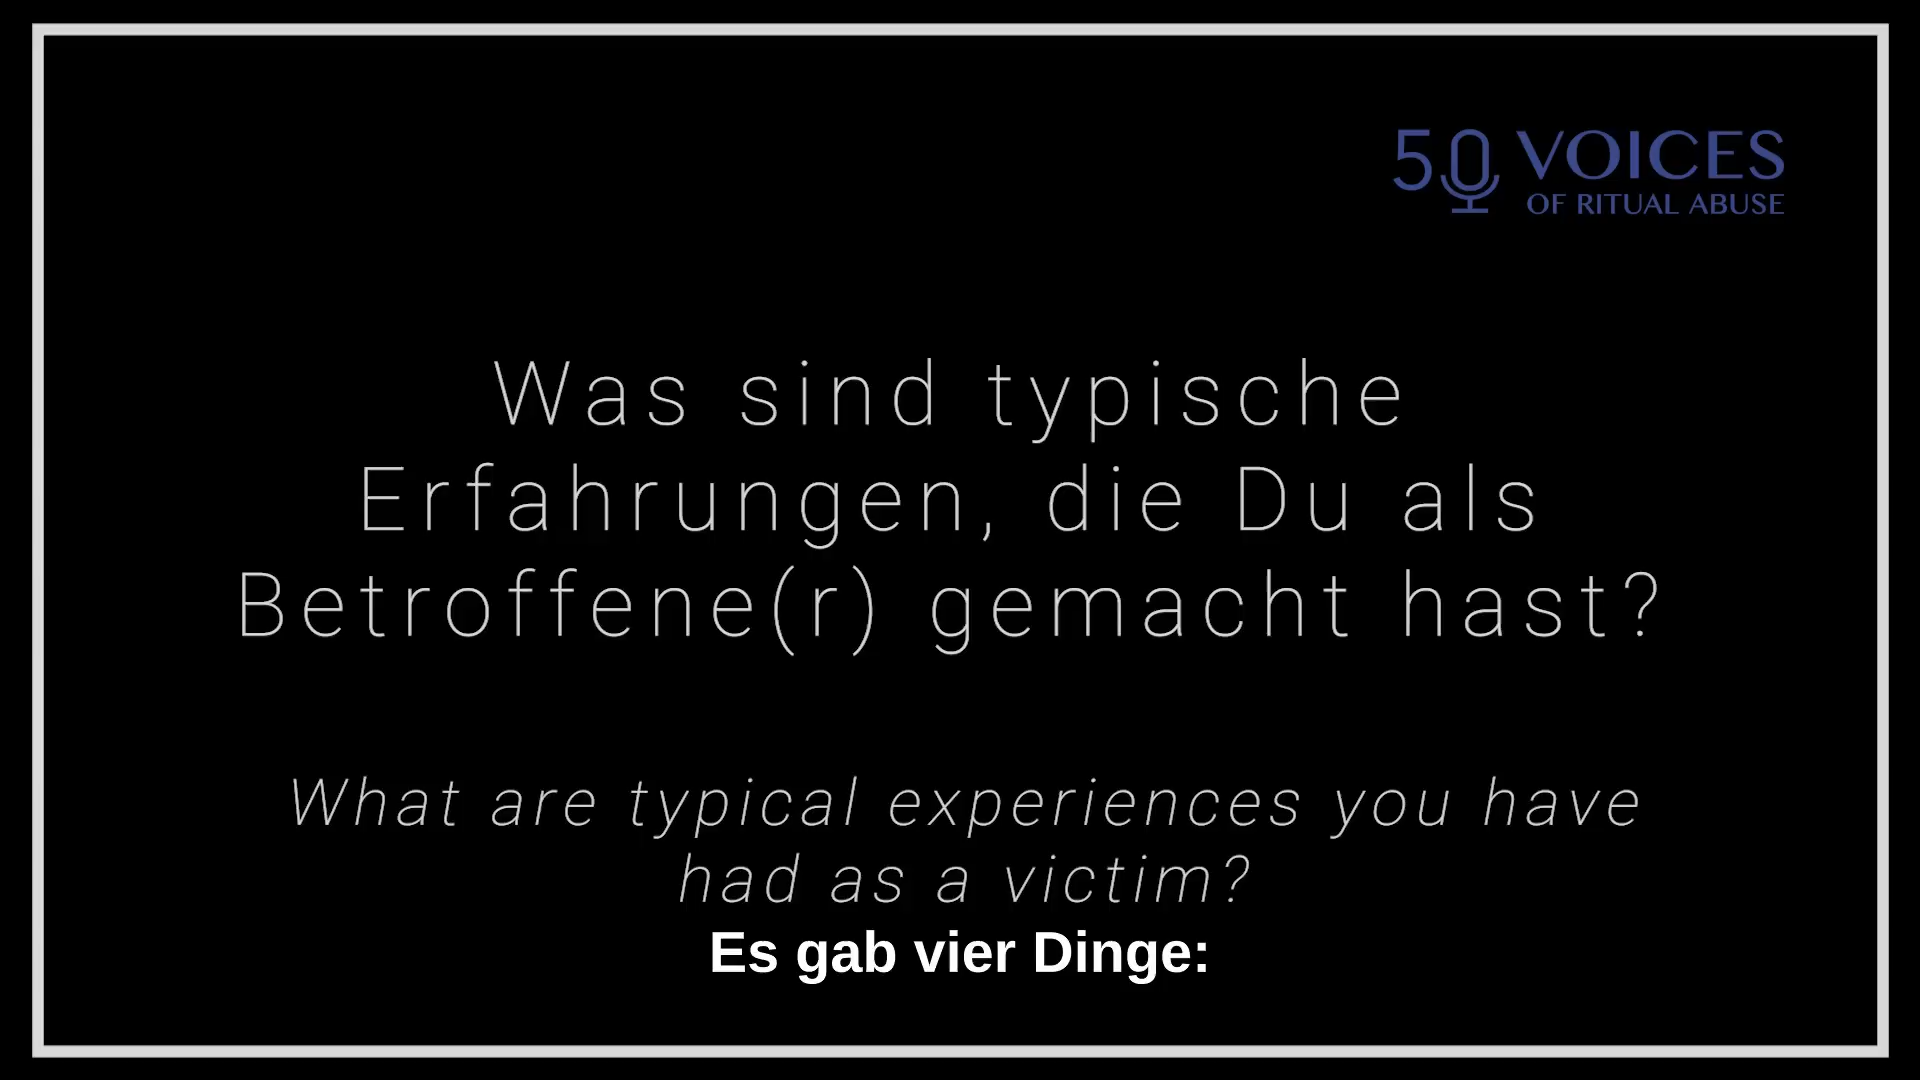 50 VOICES
OF RITUAL ABUSE
Was sind typische
Erfahrungen, die Du als
Betroffene(r) gemacht hast?
What are typical experiences you have
had as a victim?
Es gab vier Dinge: